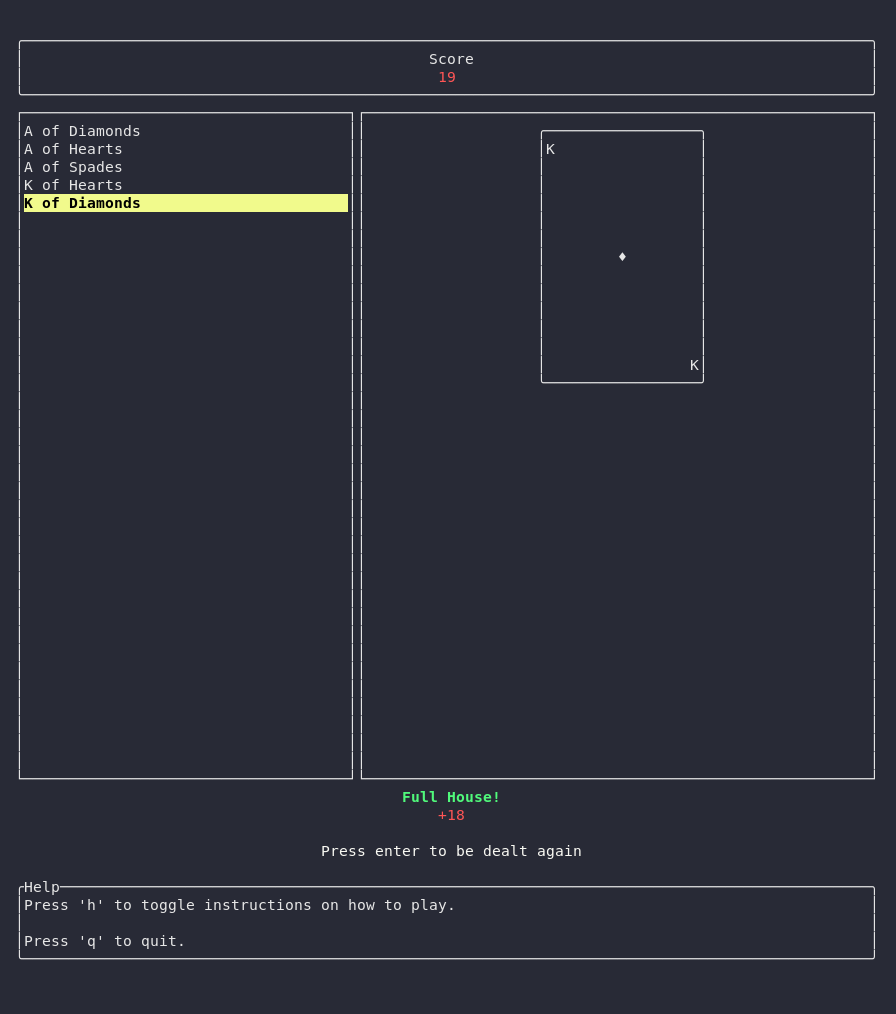 Score
19
A of Diamonds
A of Hearts
A of Spades
K of Hearts
K of Diamonds
K
♦
K
Full House!
+18
Press enter to be dealt again
Help
Press 'h' to toggle instructions on how to play.
Press 'q' to quit.